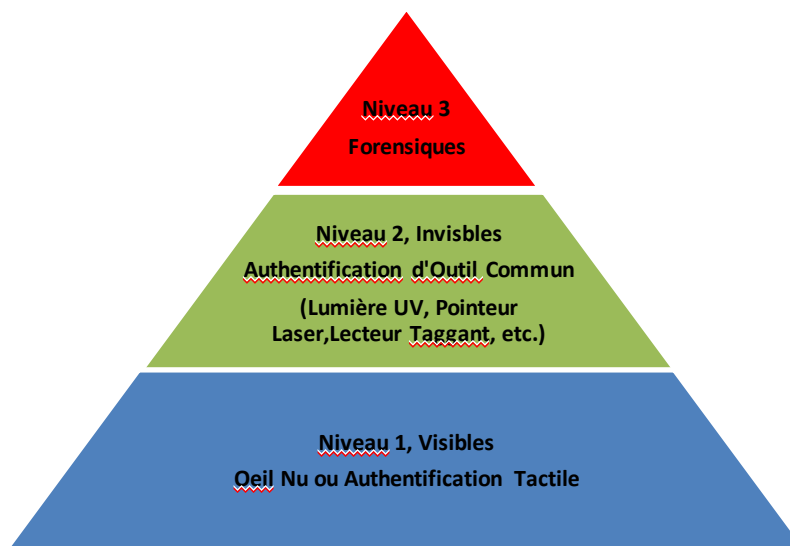 Niveau 3
Forensiques
Niveau 2, Invisbles
Authentification d'Outil Commun
(Lumière UV, Pointeur
Laser,Lecteur Taggant, etc.)
Niveau 1, Visibles
Oeil Nu ou Authentification Tactile